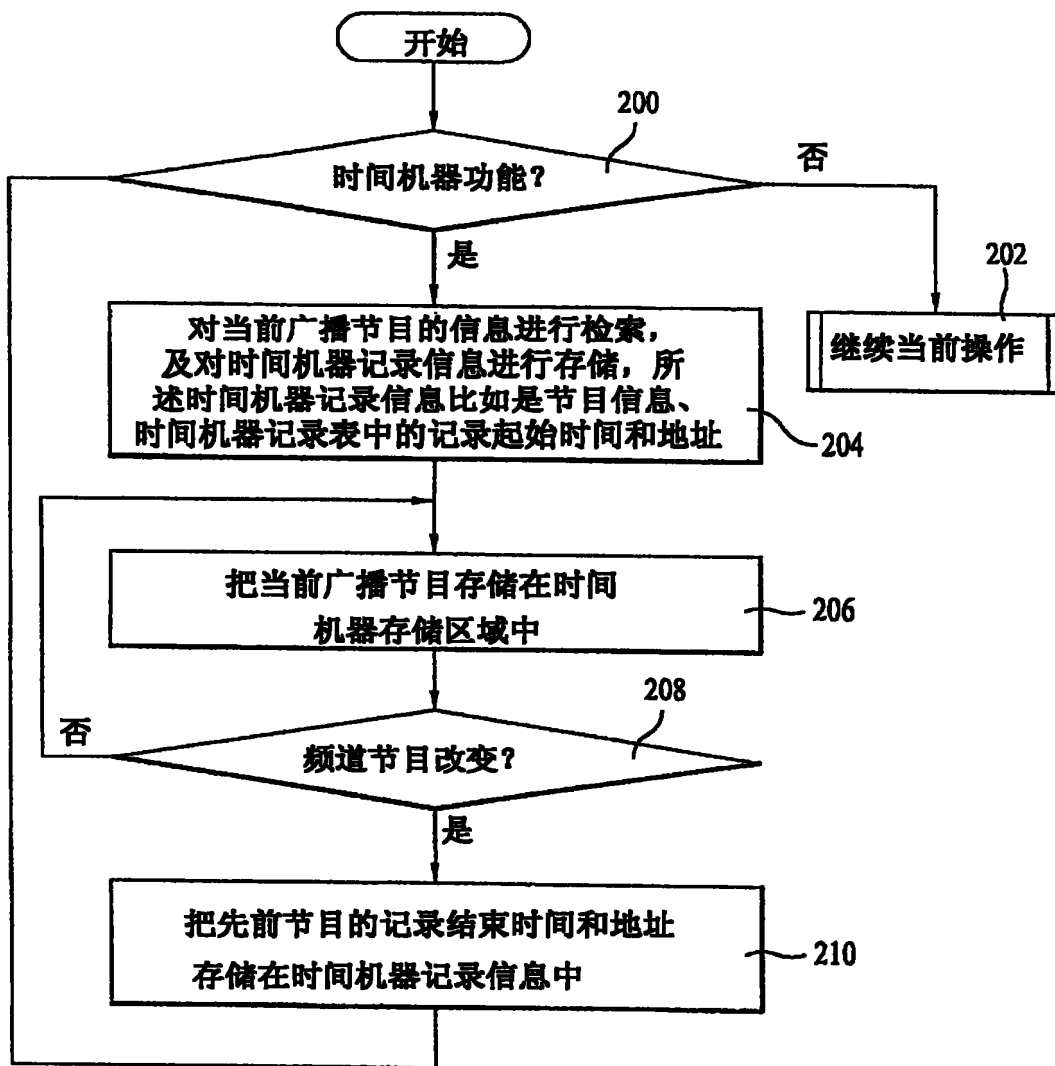 开始
200
时间机器功能?
否
是
202
继续当前操作
对当前广播节目的信息进行检索,
及对时间机器记录信息进行存储,所
述时间机器记录信息比如是节目信息、
时间机器记录表中的记录起始时间和地址
204
把当前广播节目存储在时间
机器存储区域中
206
208
否
频道节目改变?
是
把先前节目的记录结束时间和地址
存储在时间机器记录信息中
210